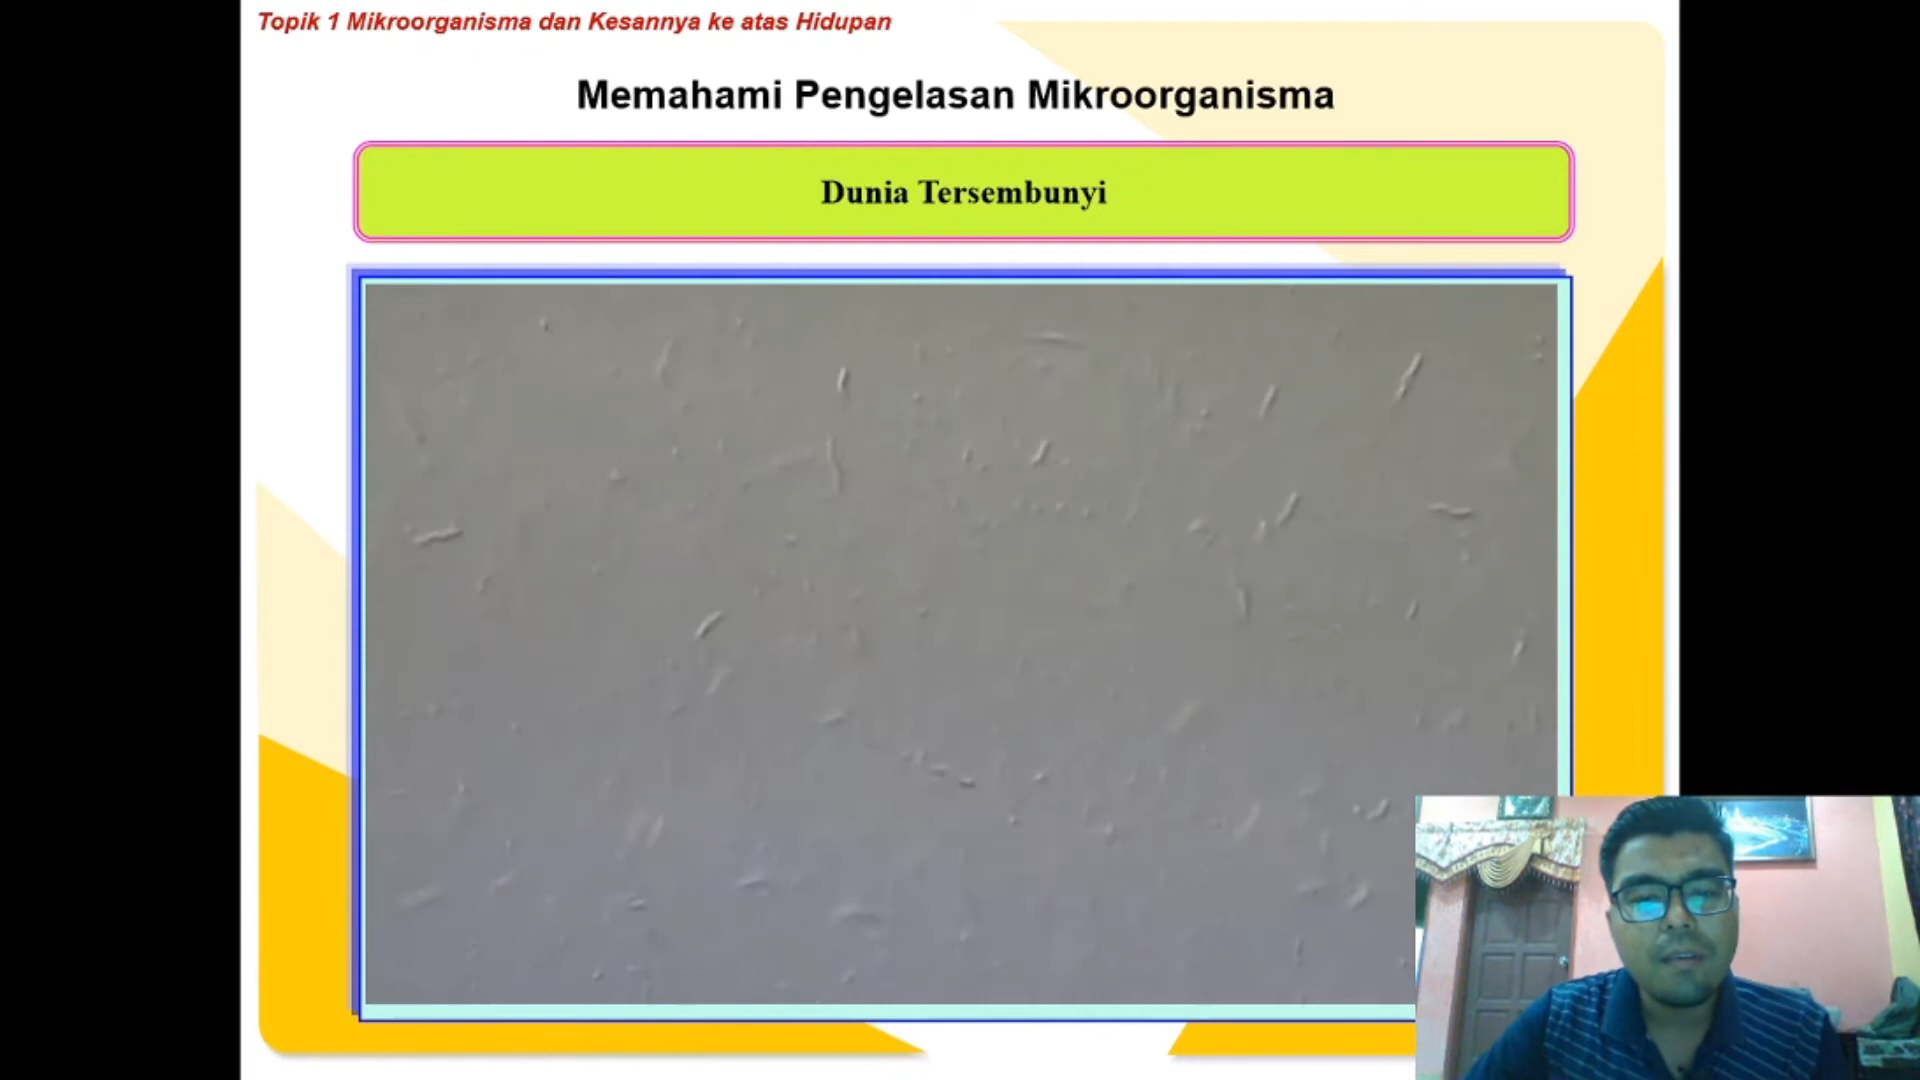 Topik 1 Mikroorganisma dan Kesannya ke atas Hidupan
Memahami Pengelasan Mikroorganisma
Dunia Tersembunyi